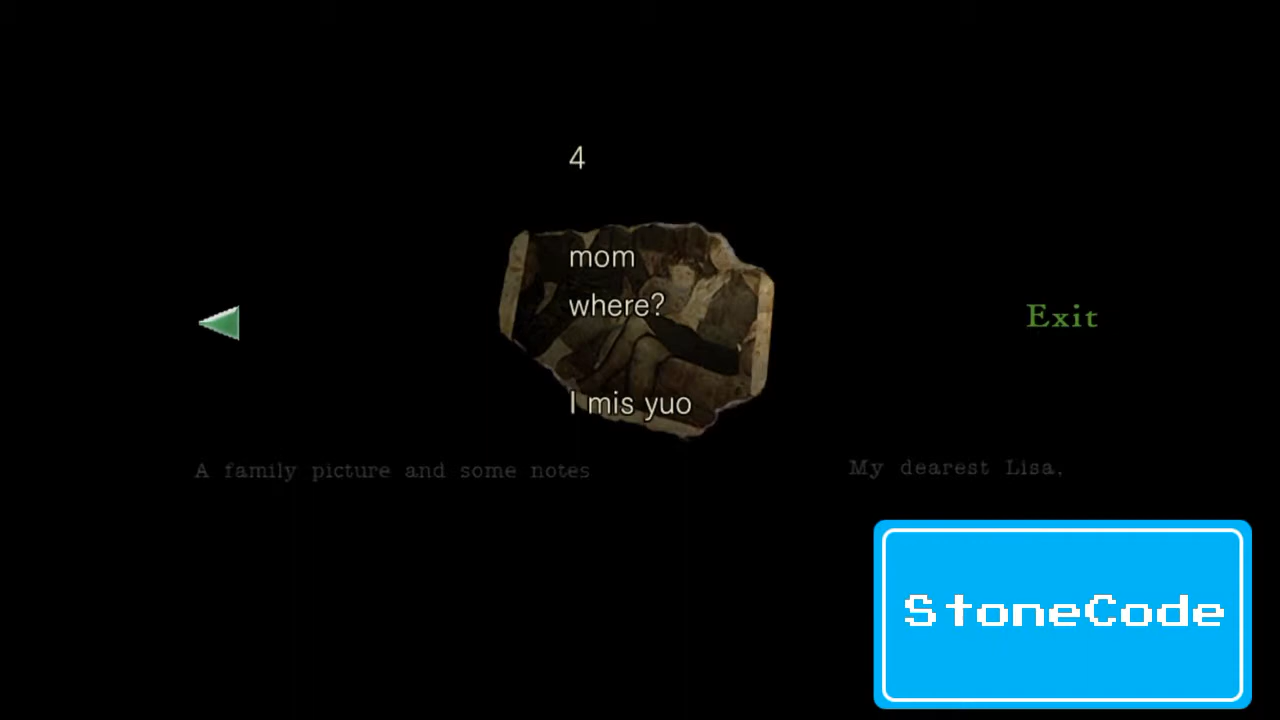 4
mom
where?
Exit
I mis yuo
A family picture and some notes
My dearest Lisa,
StoneCode